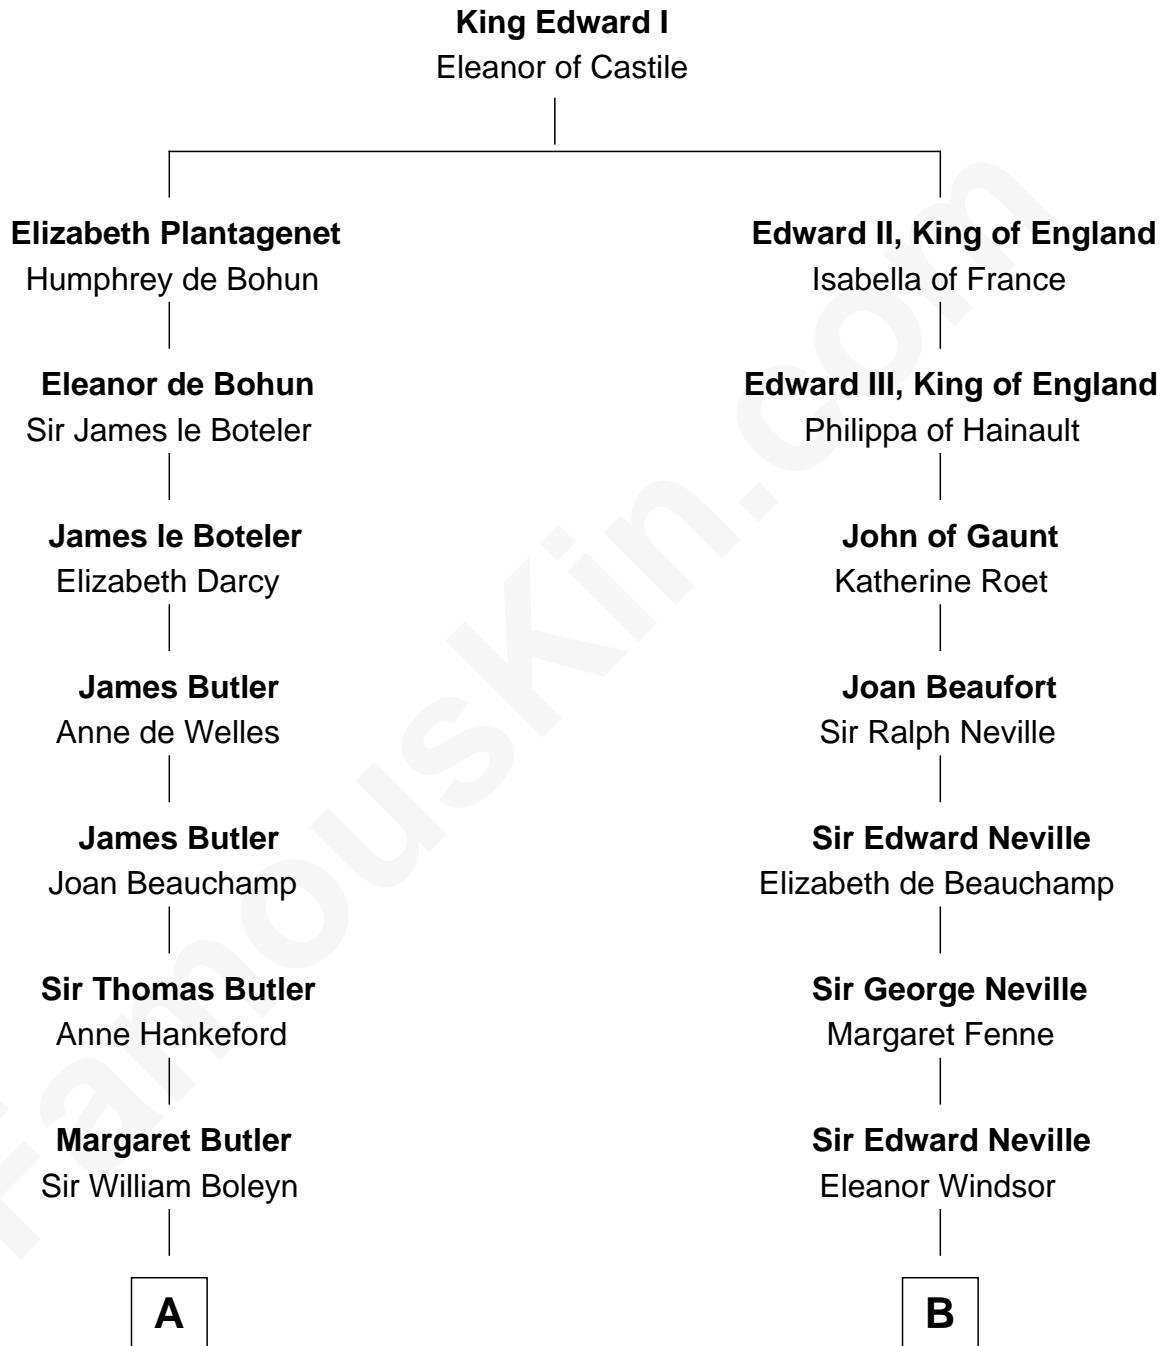 King Edward I
Eleanor of Castile
Elizabeth Plantagenet
Humphrey de Bohun
Edward II, King of England
Isabella of France
Eleanor de Bohun
Sir James le Boteler
Edward III, King of England
Philippa of Hainault
James le Boteler
Elizabeth Darcy
John of Gaunt
Katherine Roet
James Butler
Anne de Welles
Joan Beaufort
Sir Ralph Neville
James Butler
Joan Beauchamp
Sir Edward Neville
Elizabeth de Beauchamp
Sir Thomas Butler
Anne Hankeford
Sir George Neville
Margaret Fenne
Margaret Butler
Sir William Boleyn
Sir Edward Neville
Eleanor Windsor
A
B
FamousKin.com